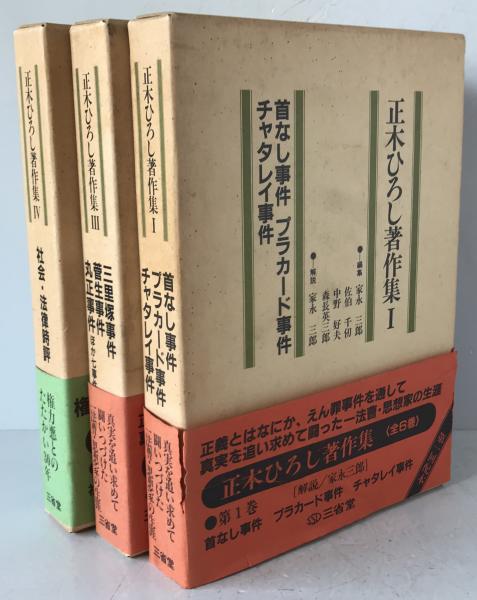 正木ひろし著作集 I
首なし事件 プラカード事件
チャタレイ事件
●—編集
家永 三郎
佐伯 千仭
中野 好夫
森長英三郎
●—解説
家永 三郎
正義とはなにか、えん罪事件を通して
真実を追い求めて闘った一法曹・思想家の生涯
正木ひろし著作集(全6巻)
●第1巻
[解説/家永三郎]
首なし事件 プラカード事件 チャタレイ事件
三省堂
正木ひろし著作集 I
首なし事件
プラカード事件
チャタレイ事件
真実を追い求めて
闘いつづけた
三省堂
正木ひろし著作集 III
三里塚事件
菅生事件
丸正事件 ほか七事件
真実を追い求めて
闘いつづけた
三省堂
正木ひろし著作集 IV
社会・法律時評
権力悪との
たたかい30年
三省堂